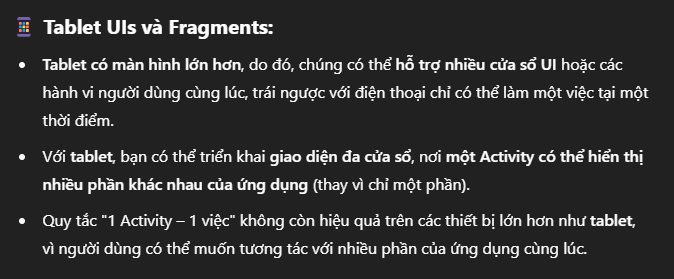 Tablet UIs và Fragments:
Tablet có màn hình lớn hơn, do đó, chúng có thể hỗ trợ nhiều cửa sổ UI hoặc các
hành vi người dùng cùng lúc, trái ngược với điện thoại chỉ có thể làm một việc tại một
thời điểm.
Với tablet, bạn có thể triển khai giao diện đa cửa sổ, nơi một Activity có thể hiển thị
nhiều phần khác nhau của ứng dụng (thay vì chỉ một phần).
Quy tắc "1 Activity – 1 việc" không còn hiệu quả trên các thiết bị lớn hơn như tablet,
vì người dùng có thể muốn tương tác với nhiều phần của ứng dụng cùng lúc.